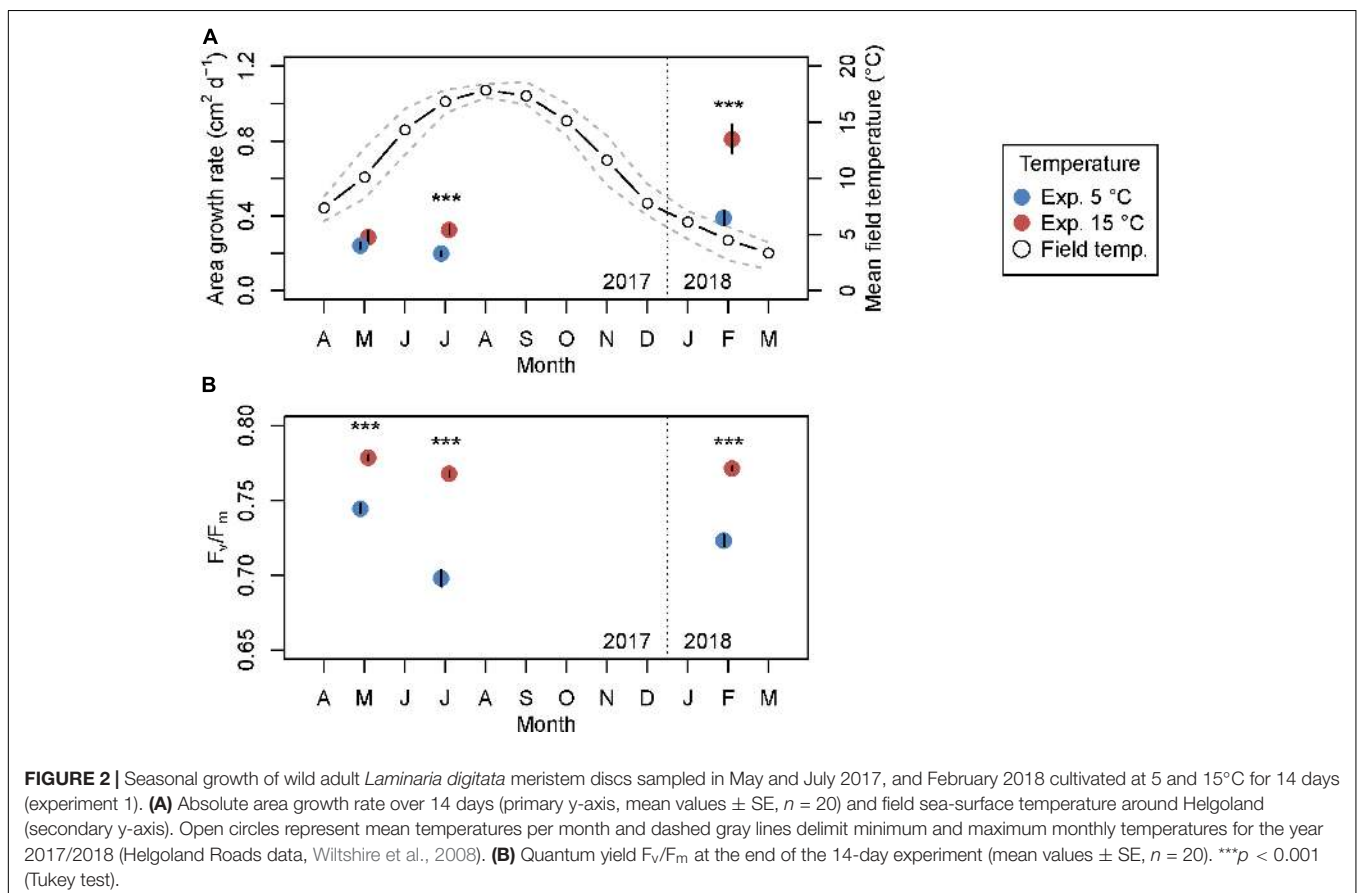 A
Area growth rate (cm² d⁻¹)
0.0 0.4 0.8 1.2
***
***
2017 2018
Mean field temperature (°C)
0 5 10 15 20
A M J J A S O N D J F M
Month
Temperature
Exp. 5 °C
Exp. 15 °C
Field temp.
B
Fv/Fm
0.65 0.70 0.75 0.80
*** *** ***
2017 2018
A M J J A S O N D J F M
Month
FIGURE 2 | Seasonal growth of wild adult Laminaria digitata meristem discs sampled in May and July 2017, and February 2018 cultivated at 5 and 15°C for 14 days
(experiment 1). (A) Absolute area growth rate over 14 days (primary y-axis, mean values ± SE, n = 20) and field sea-surface temperature around Helgoland
(secondary y-axis). Open circles represent mean temperatures per month and dashed gray lines delimit minimum and maximum monthly temperatures for the year
2017/2018 (Helgoland Roads data, Wiltshire et al., 2008). (B) Quantum yield Fv/Fm at the end of the 14-day experiment (mean values ± SE, n = 20). ***p < 0.001
(Tukey test).